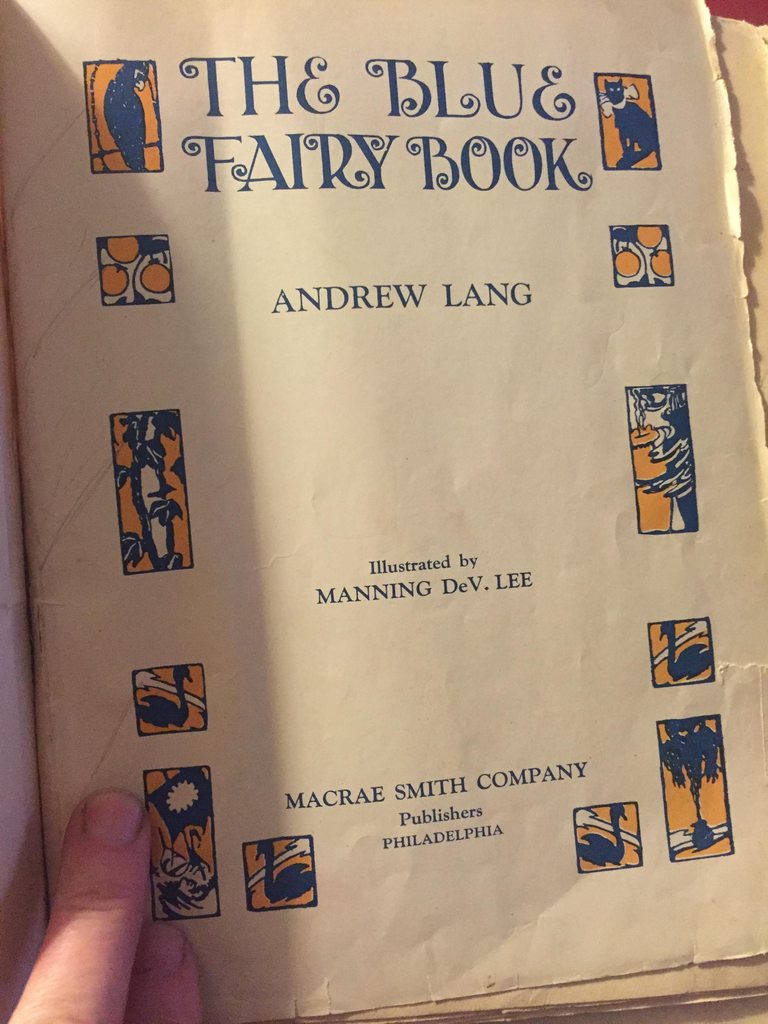 THE BLUE
FAIRY BOOK
ANDREW LANG
Illustrated by
MANNING DeV. LEE
MACRAE SMITH COMPANY
Publishers
PHILADELPHIA